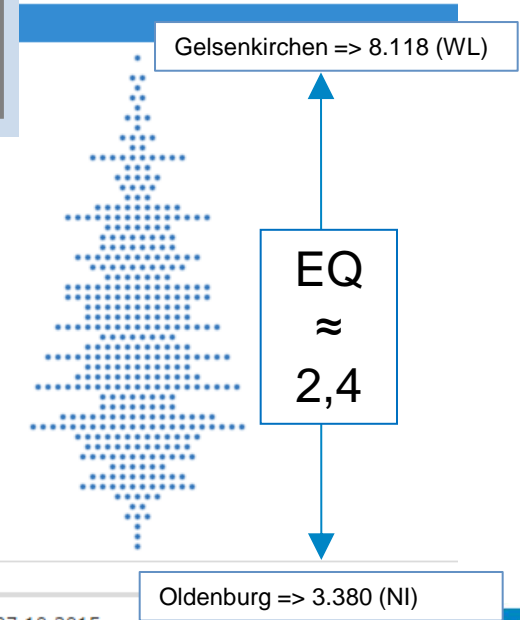 Gelsenkirchen => 8.118 (WL)
EQ
≈
2,4
Oldenburg => 3.380 (NI)